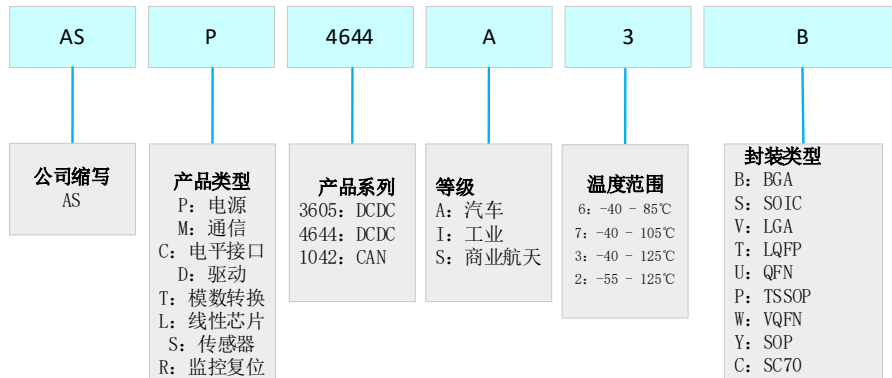 AS
P
4644
A
3
B
公司缩写
AS
产品类型
P: 电源
M: 通信
C: 电平接口
D: 驱动
T: 模数转换
L: 线性芯片
S: 传感器
R: 监控复位
产品系列
3605: DCDC
4644: DCDC
1042: CAN
等级
A: 汽车
I: 工业
S: 商业航天
温度范围
6: -40 - 85℃
7: -40 - 105℃
3: -40 - 125℃
2: -55 - 125℃
封装类型
B: BGA
S: SOIC
V: LGA
T: LQFP
U: QFN
P: TSSOP
W: VQFN
Y: SOP
C: SC70